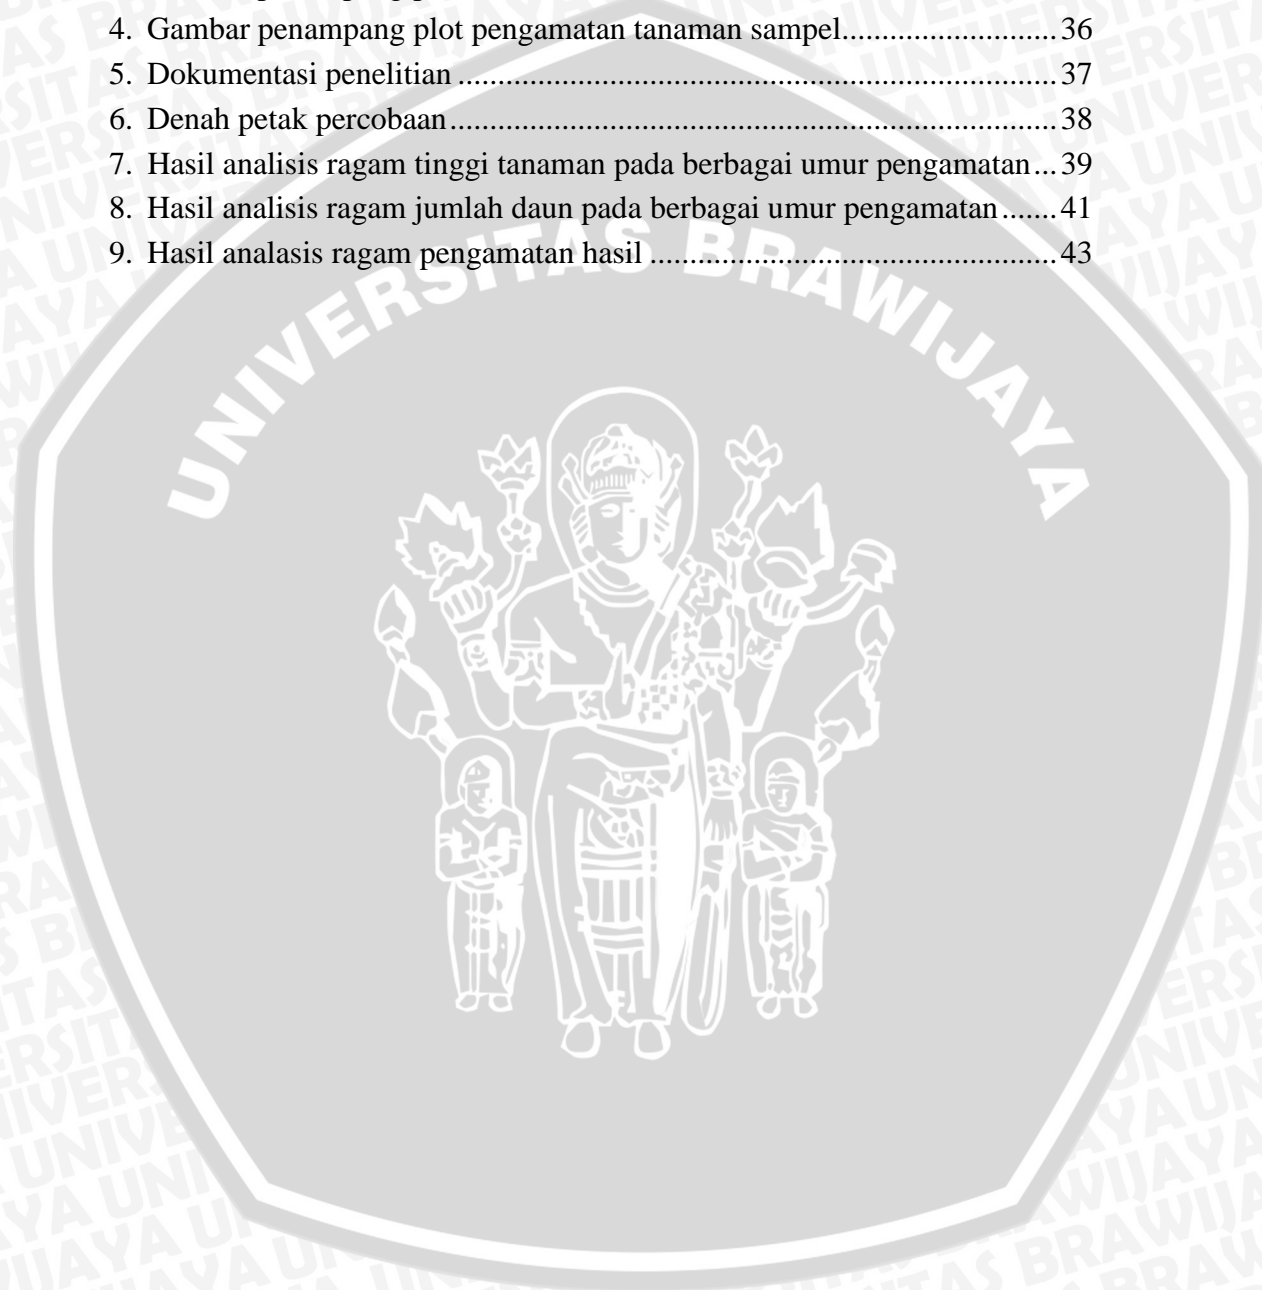 4. Gambar penampang plot pengamatan tanaman sampel.......................... 36
5. Dokumentasi penelitian ......................................................................... 37
6. Denah petak percobaan.......................................................................... 38
7. Hasil analisis ragam tinggi tanaman pada berbagai umur pengamatan... 39
8. Hasil analisis ragam jumlah daun pada berbagai umur pengamatan....... 41
9. Hasil analasis ragam pengamatan hasil ................................................. 43
UNIVERSITAS BRAWIJAYA